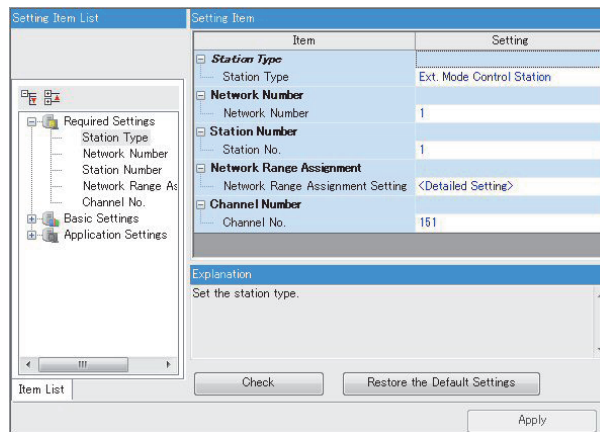 Setting Item List
Required Settings
Station Type
Network Number
Station Number
Network Range As
Channel No.
Basic Settings
Application Settings
Item List
Setting Item
Item Setting
Station Type
Station Type Ext. Mode Control Station
Network Number
Network Number 1
Station Number
Station No. 1
Network Range Assignment
Network Range Assignment Setting <Detailed Setting>
Channel Number
Channel No. 151
Explanation
Set the station type.
Check Restore the Default Settings
Apply